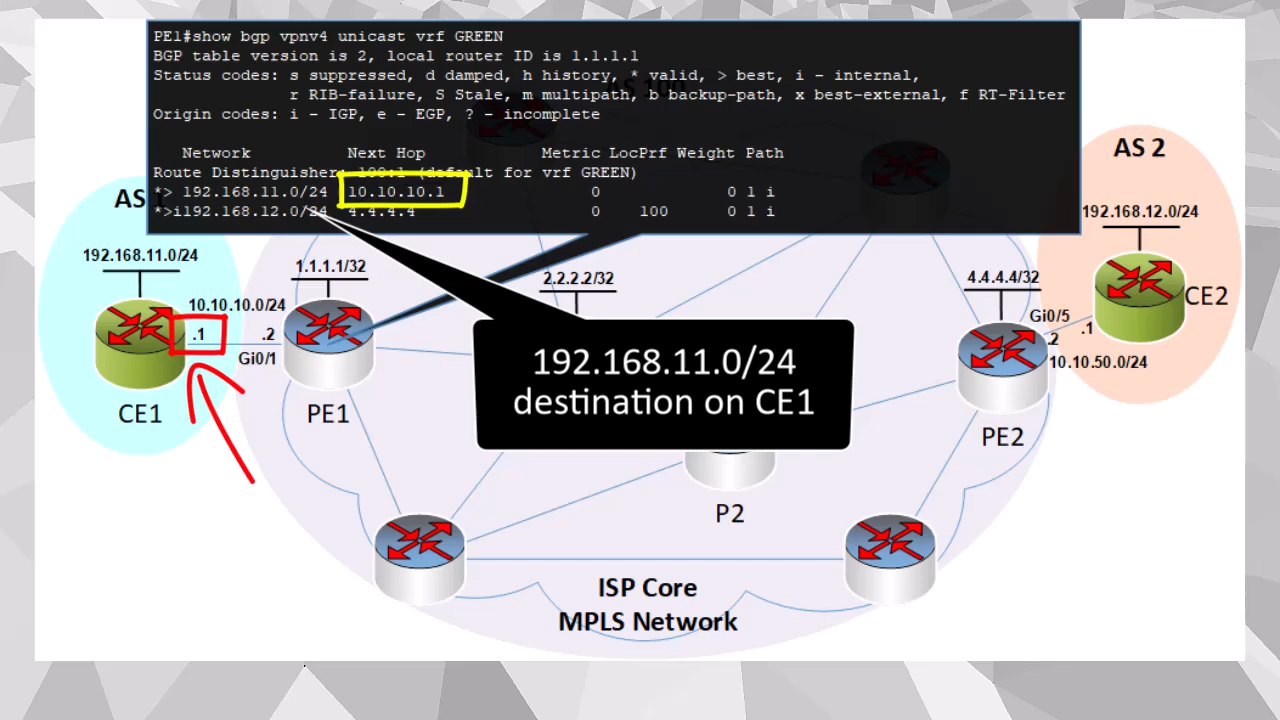 PE1#show bgp vpnv4 unicast vrf GREEN
BGP table version is 2, local router ID is 1.1.1.1
Status codes: s suppressed, d damped, h history, * valid, > best, i - internal,
r RIB-failure, S Stale, m multipath, b backup-path, x best-external, f RT-Filter
Origin codes: i - IGP, e - EGP, ? - incomplete
Network Next Hop Metric LocPrf Weight Path
Route Distinguisher: 100:1 (default for vrf GREEN)
*> 192.168.11.0/24 10.10.10.1 0 0 1 i
*>i192.168.12.0/24 4.4.4.4 0 100 0 1 i
AS 100
AS 1
AS 2
192.168.11.0/24
1.1.1.1/32
2.2.2.2/32
4.4.4.4/32
192.168.12.0/24
10.10.10.0/24
.1
.2
Gi0/1
CE1
PE1
192.168.11.0/24
destination on CE1
Gi0/5
.1
.2
10.10.50.0/24
CE2
PE2
P2
ISP Core
MPLS Network